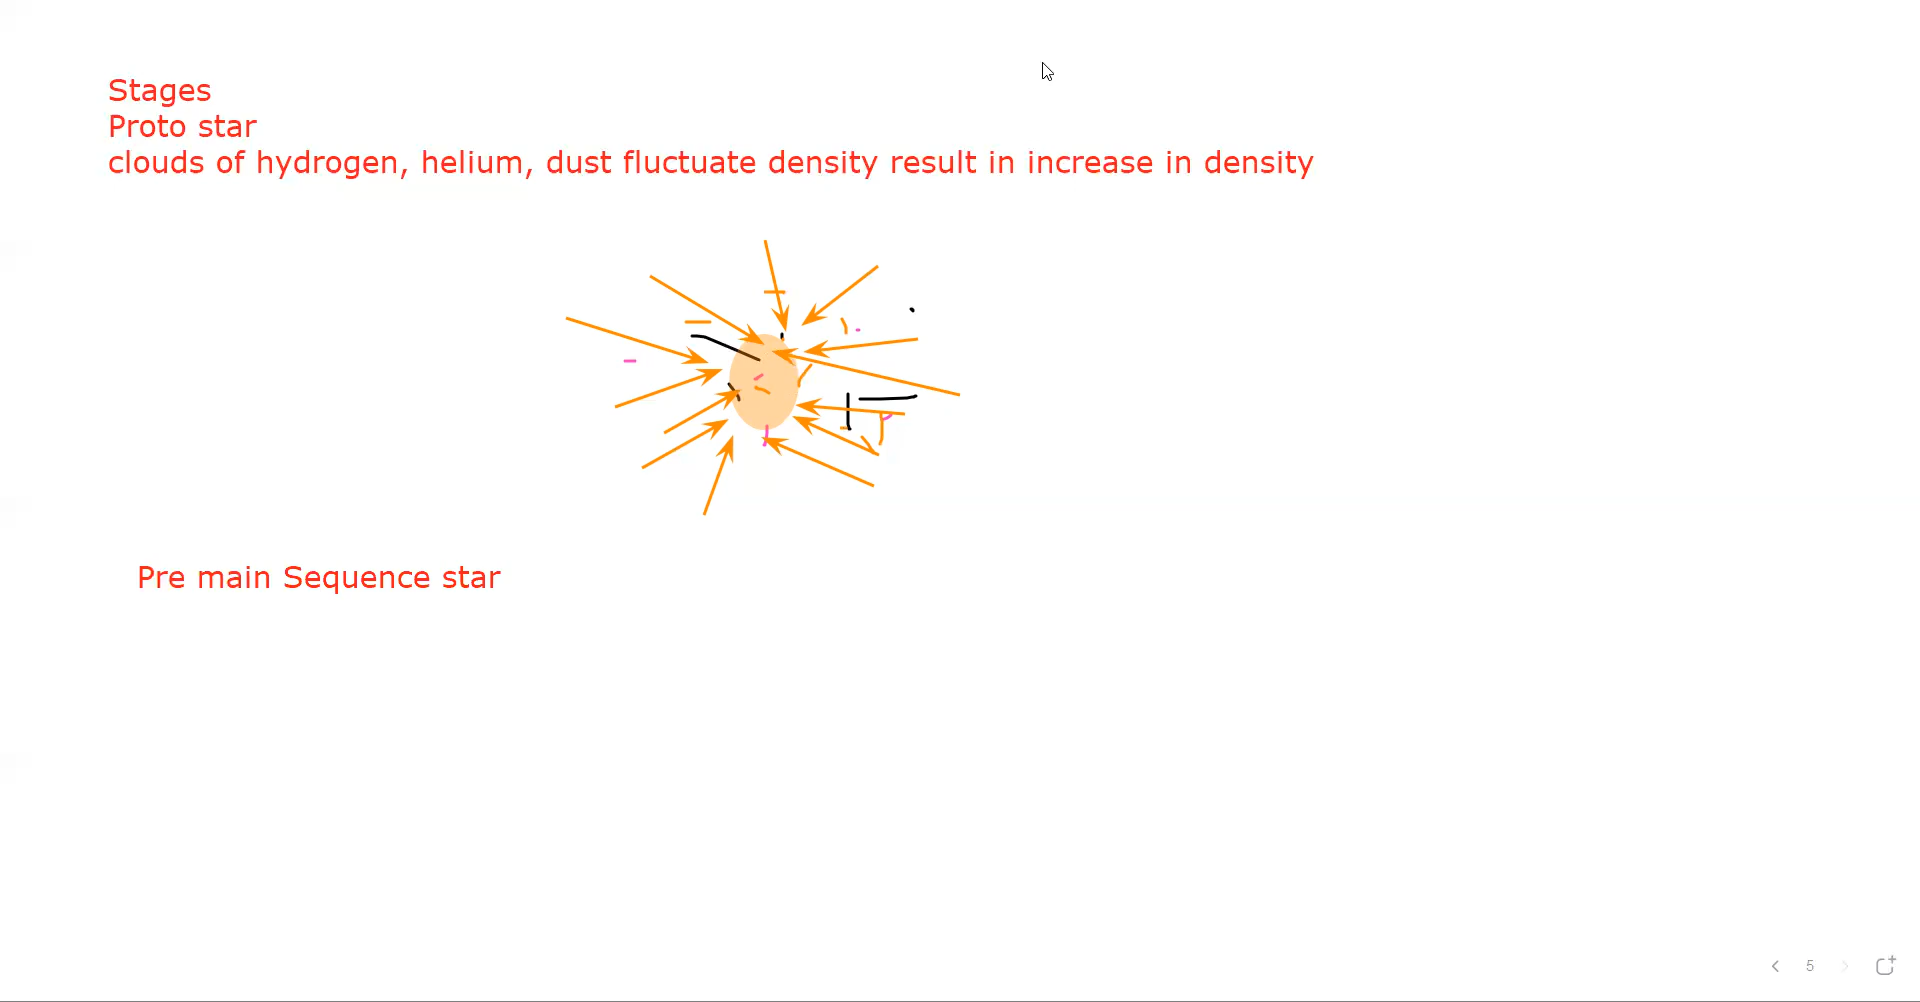 Stages
Proto star
clouds of hydrogen, helium, dust fluctuate density result in increase in density
Pre main Sequence star
5